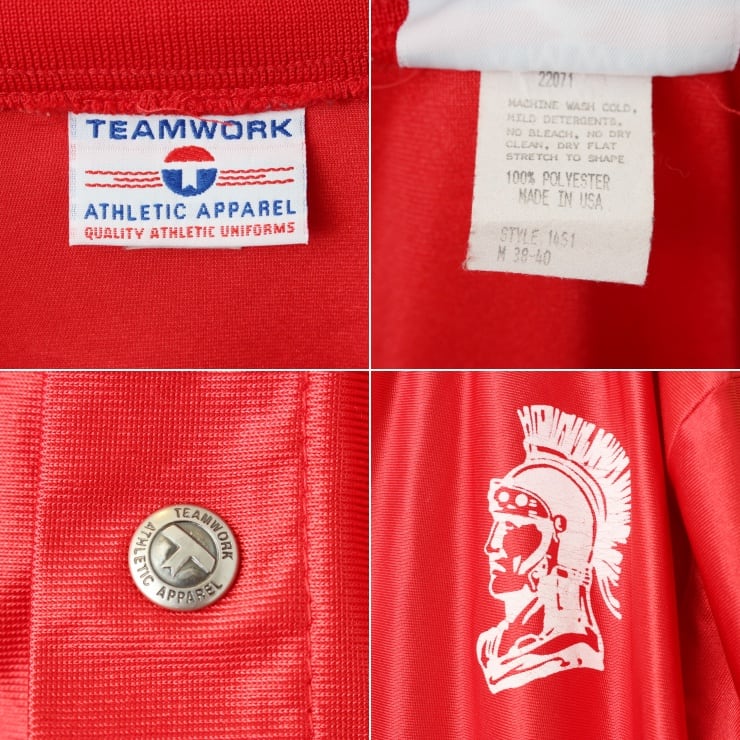 TEAMWORK
ATHLETIC APPAREL
QUALITY ATHLETIC UNIFORMS
22071
MACHINE WASH COLD,
MILD DETERGENTS.
NO BLEACH, NO DRY
CLEAN, DRY FLAT
STRETCH TO SHAPE
100% POLYESTER
MADE IN USA
STYLE 1451
M 38-40
TEAMWORK
ATHLETIC APPAREL